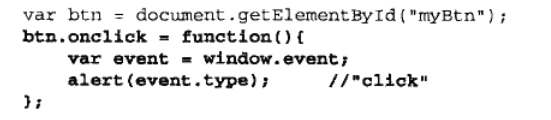 var btn = document.getElementById("myBtn");
btn.onclick = function(){
    var event = window.event;
    alert(event.type);      //"click"
};